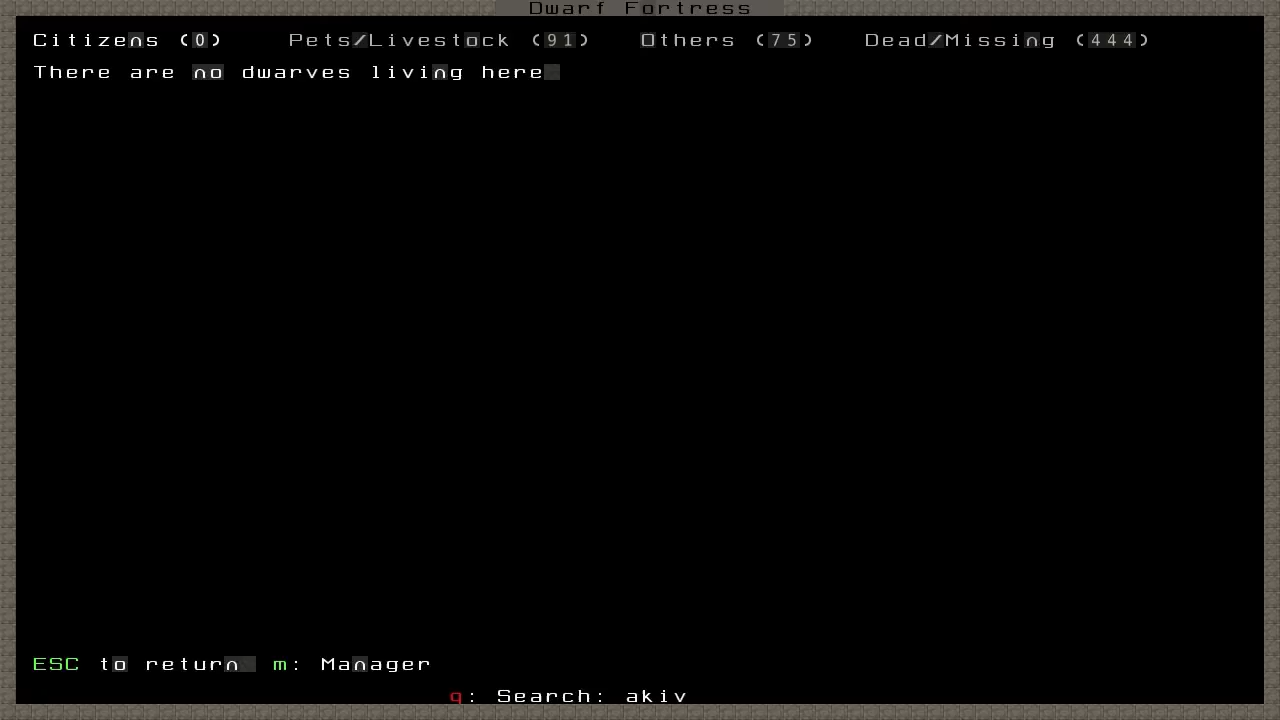 Dwarf Fortress
Citizens (0) Pets/Livestock (91) Others (75) Dead/Missing (444)
There are no dwarves living here
ESC to return m: Manager
q: Search: akiv